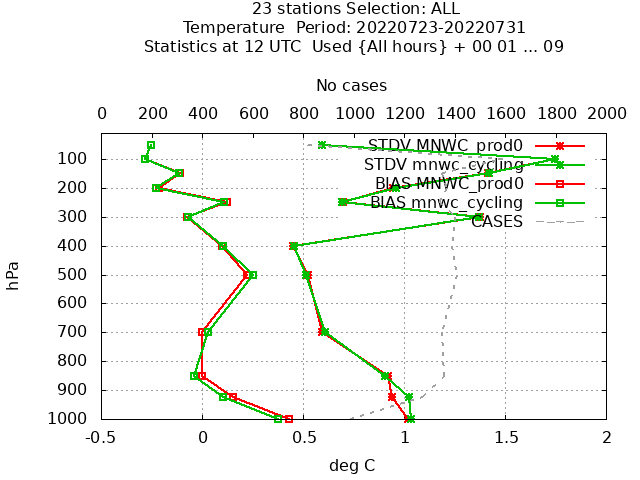 23 stations Selection: ALL
Temperature  Period: 20220723-20220731
Statistics at 12 UTC  Used {All hours} + 00 01 ... 09
No cases
0 200 400 600 800 1000 1200 1400 1600 1800 2000
STDV MNWC_prod0
STDV mnwc_cycling
BIAS MNWC_prod0
BIAS mnwc_cycling
CASES
hPa
100
200
300
400
500
600
700
800
900
1000
-0.5 0 0.5 1 1.5 2
deg C